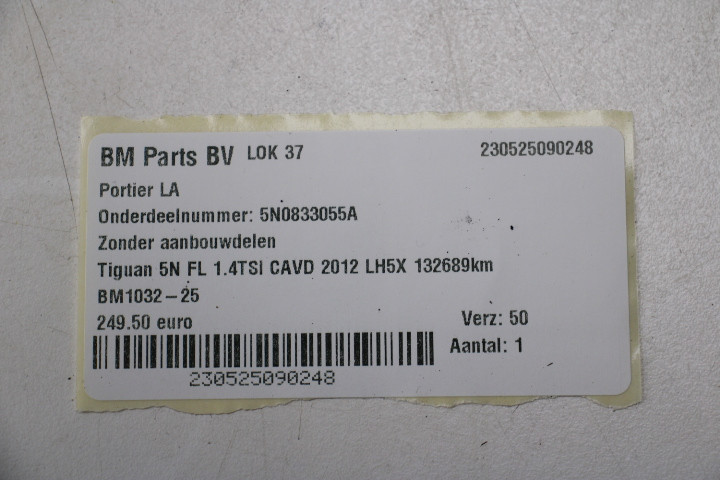 BM Parts BV LOK 37 230525090248
Portier LA
Onderdeelnummer: 5N0833055A
Zonder aanbouwdelen
Tiguan 5N FL 1.4TSI CAVD 2012 LH5X 132689km
BM1032-25
249.50 euro Verz: 50
Aantal: 1
230525090248